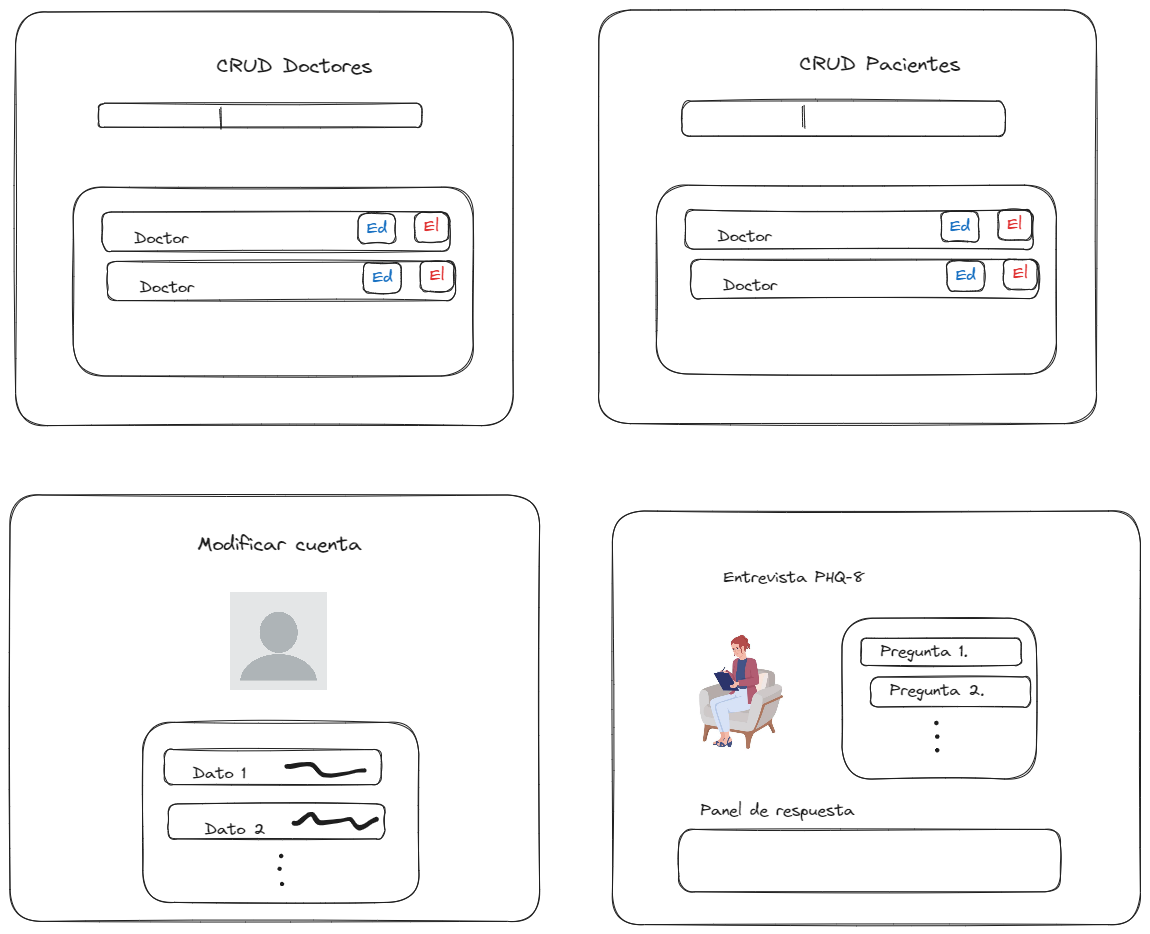 CRUD Doctores
Doctor Ed El
Doctor Ed El
CRUD Pacientes
Doctor Ed El
Doctor Ed El
Modificar cuenta
Dato 1
Dato 2
Entrevista PHQ-8
Pregunta 1.
Pregunta 2.
Panel de respuesta